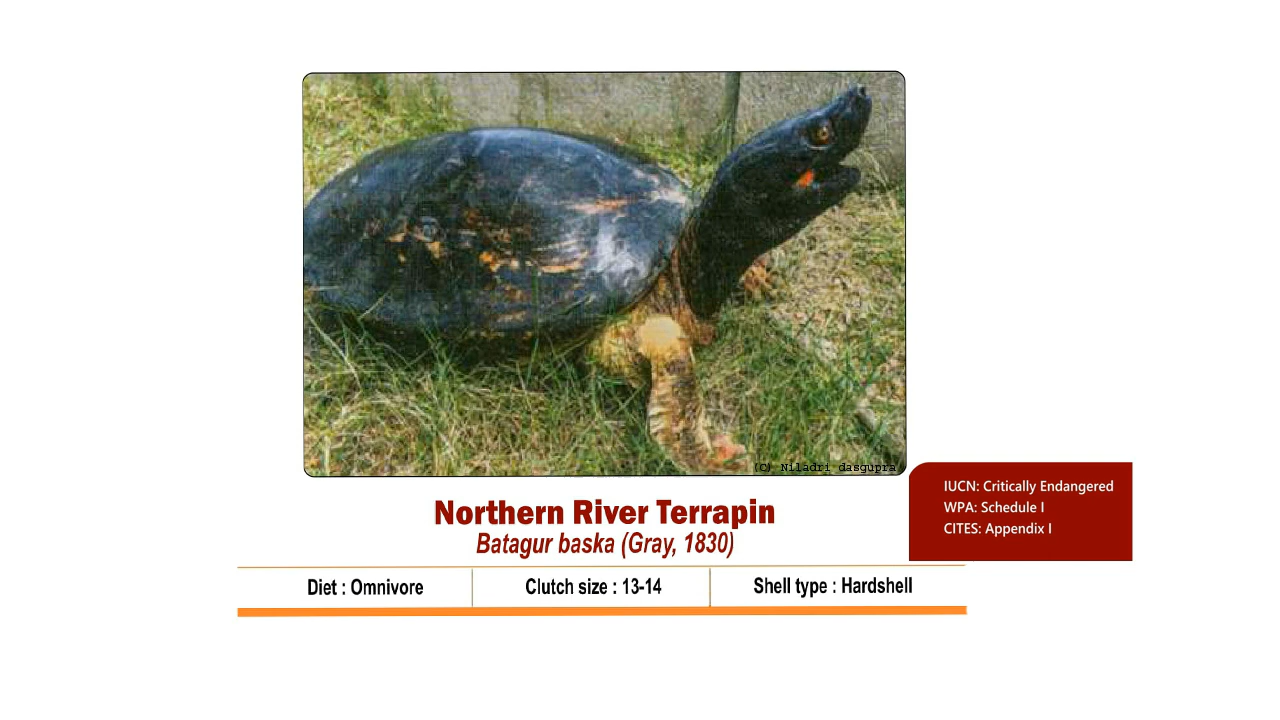 (C) Niladri dasgupra
IUCN: Critically Endangered
WPA: Schedule I
CITES: Appendix I
Northern River Terrapin
Batagur baska (Gray, 1830)
Diet : Omnivore
Clutch size : 13-14
Shell type : Hardshell